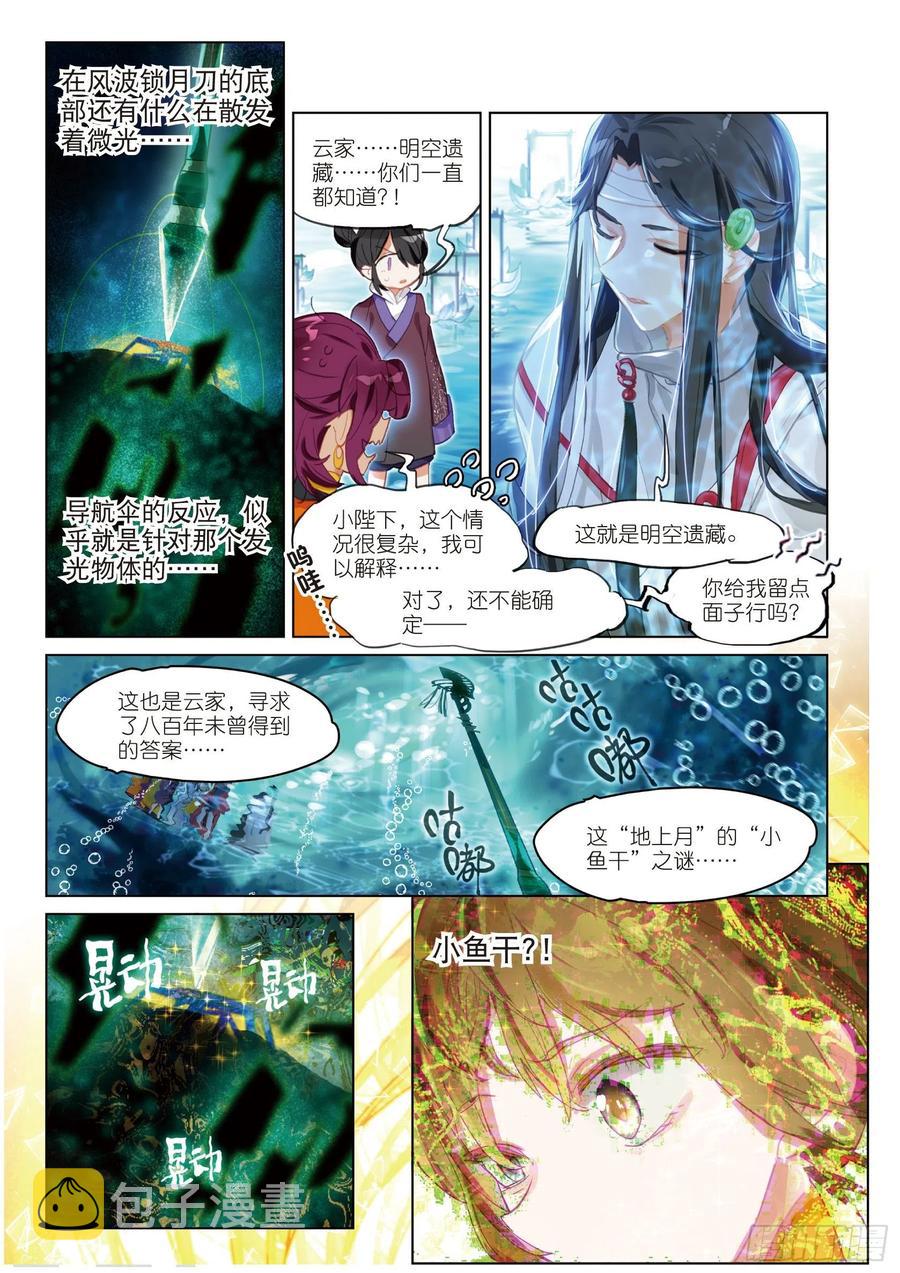 在风波锁月刀的底
部还有什么在散发
着微光……
导航伞的反应，似
乎就是针对那个发
光物体的……
云家……明空遗
藏……你们一直
都知道?!
小陛下，这个情
况很复杂，我可
以解释……
对了，还不能确
定——
呜哇……
这就是明空遗藏。
你给我留点
面子行吗?
这也是云家，寻求
了八百年未曾得到
的答案……
咕嘟
咕嘟
这“地上月”的“小
鱼干”之谜……
晃动
晃动
晃动
小鱼干?!
包子漫畫